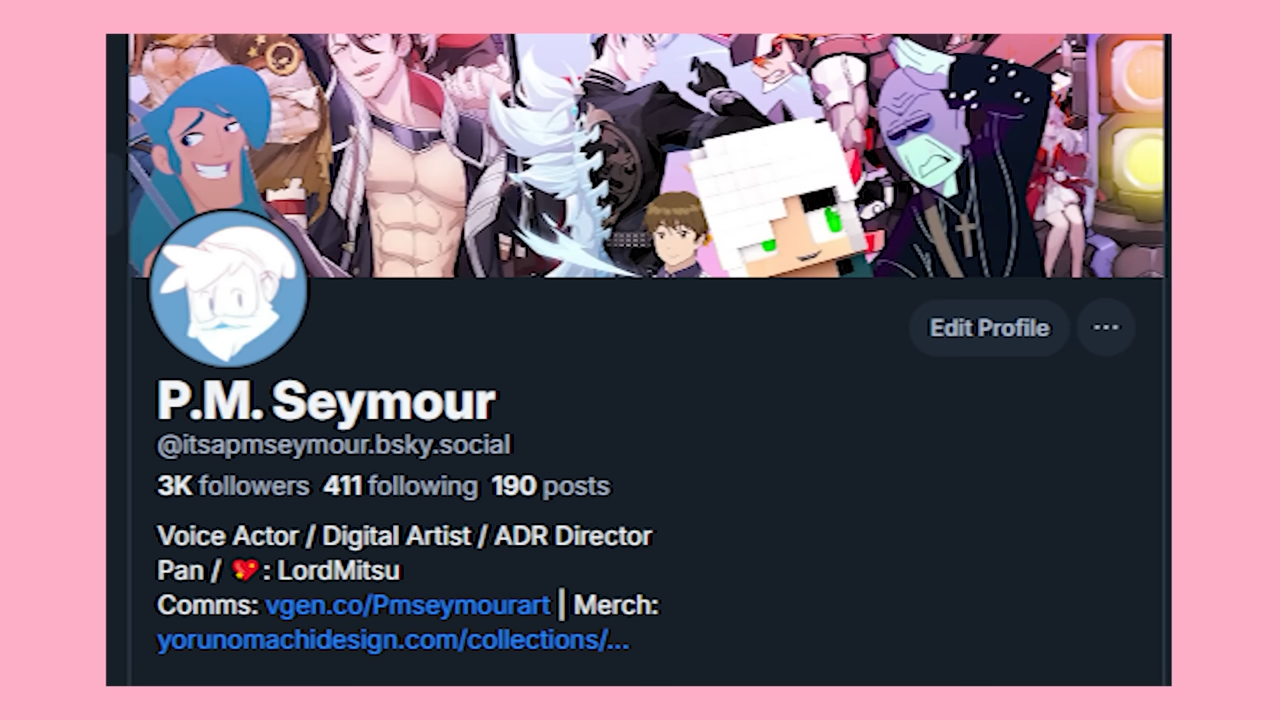 Edit Profile
P.M. Seymour
@itsapmseymour.bsky.social
3K followers 411 following 190 posts
Voice Actor / Digital Artist / ADR Director
Pan / 💖: LordMitsu
Comms: vgen.co/Pmseymourart | Merch:
yorunomachidesign.com/collections/...